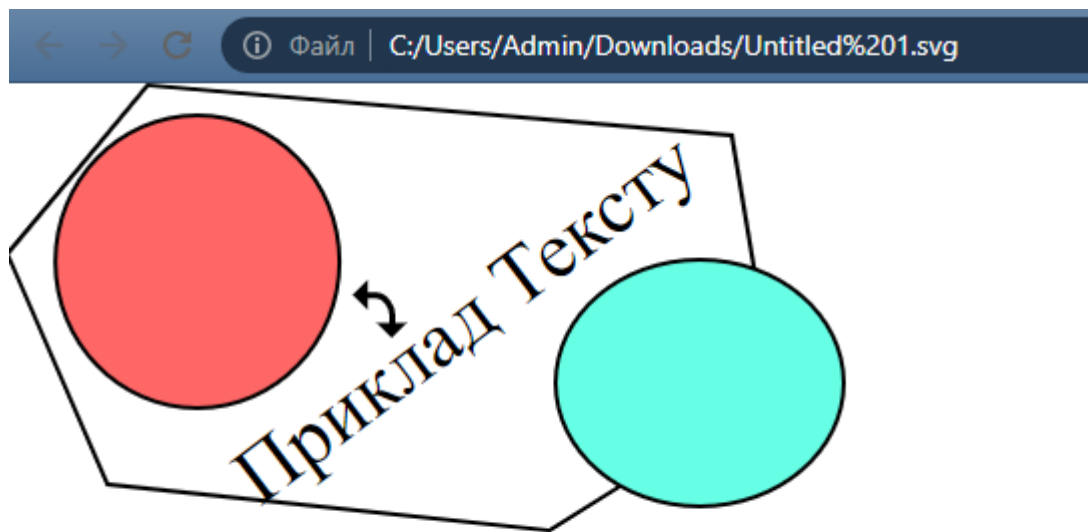 Файл C:/Users/Admin/Downloads/Untitled%201.svg
Приклад Тексту